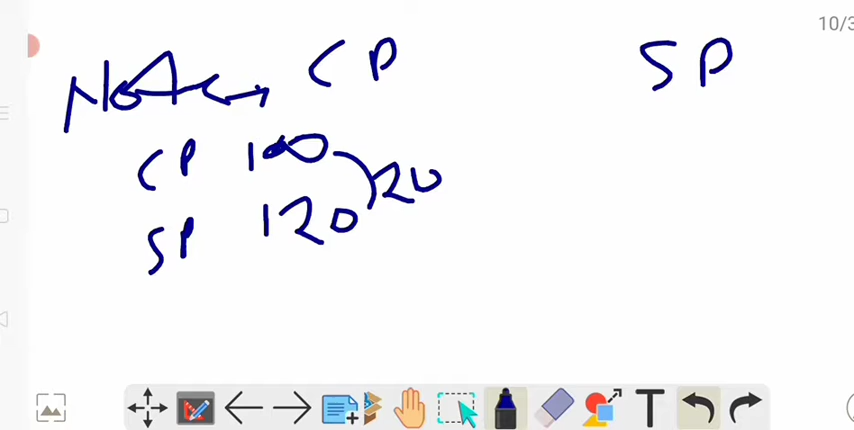 Note → CP SP
CP 100
20
SP 120
10/3
T